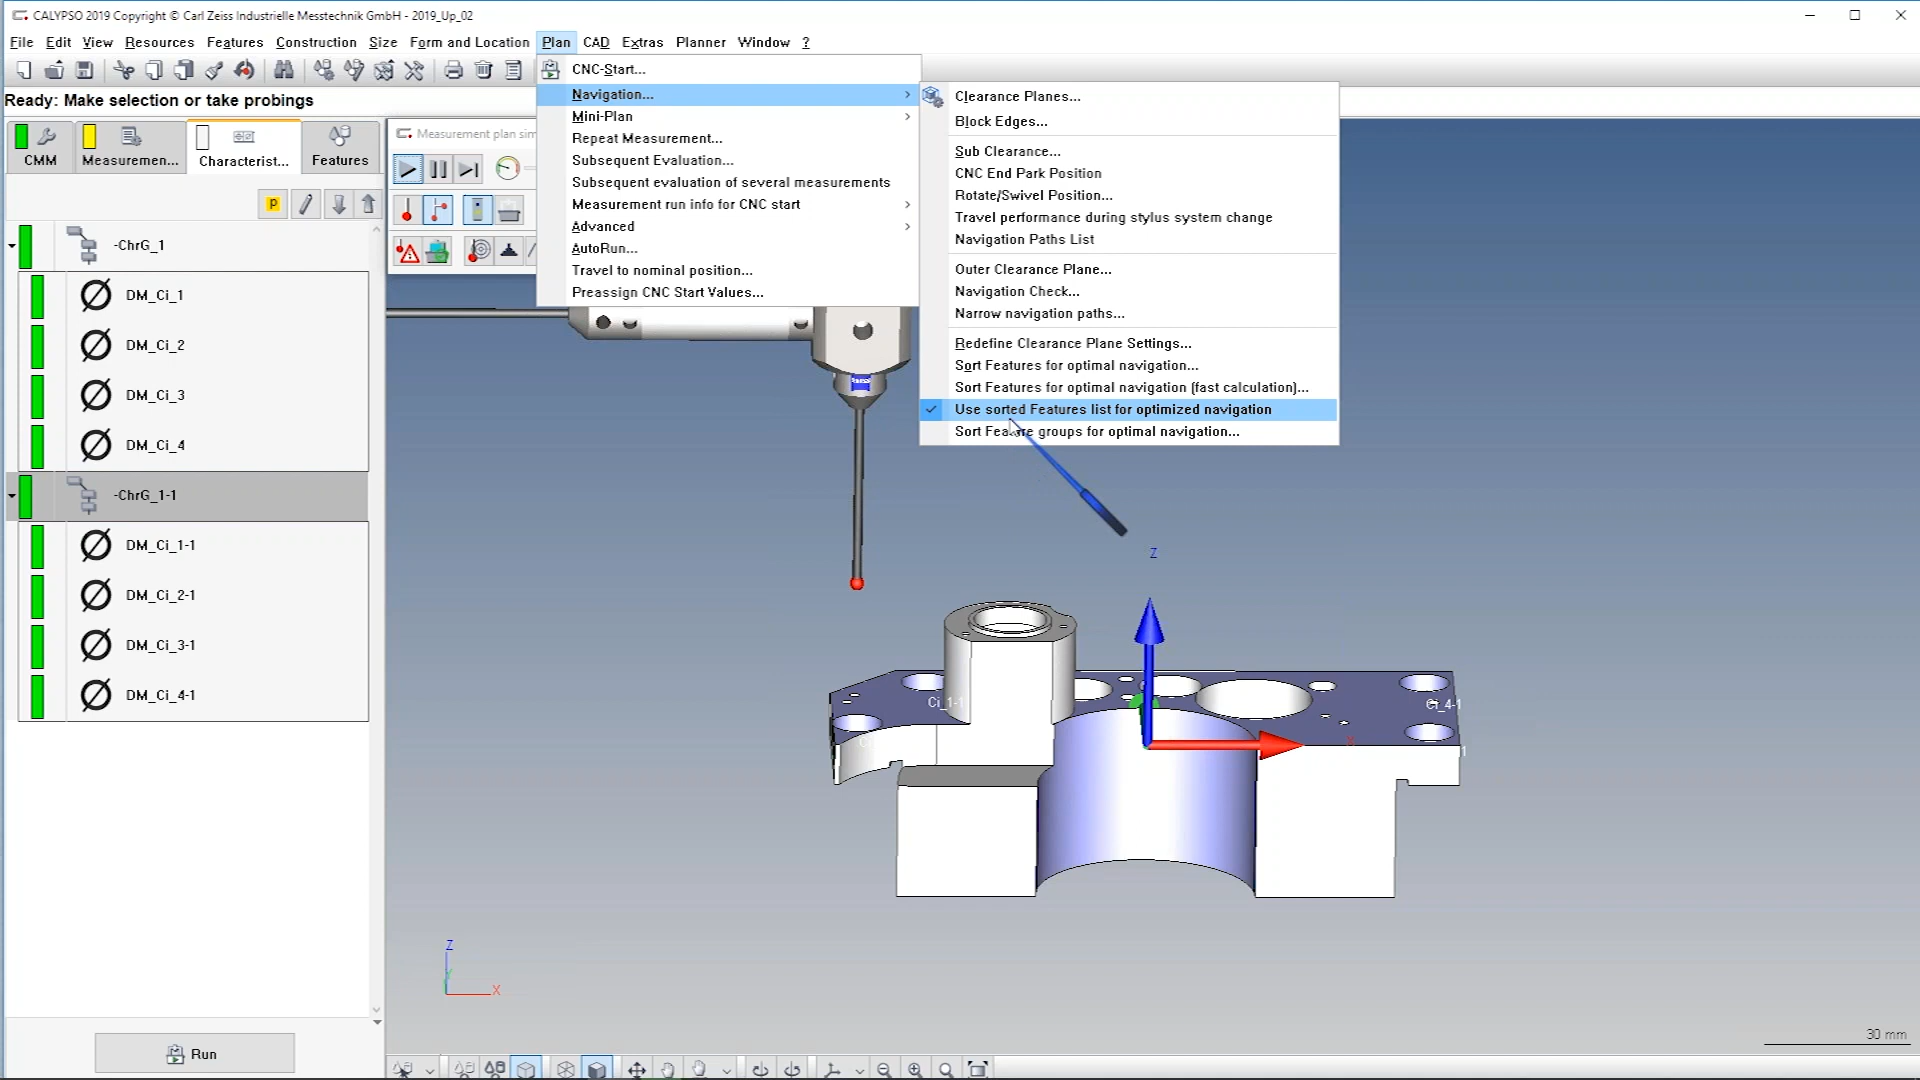 CALYPSO 2019 Copyright © Carl Zeiss Industrielle Messtechnik GmbH - 2019_Up_02
File Edit View Resources Features Construction Size Form and Location Plan CAD Extras Planner Window ?
Ready: Make selection or take probings
CMM
Measuremen...
Characterist...
Features
P
-ChrG_1
DM_Ci_1
DM_Ci_2
DM_Ci_3
DM_Ci_4
-ChrG_1-1
DM_Ci_1-1
DM_Ci_2-1
DM_Ci_3-1
DM_Ci_4-1
Run
Measurement plan sim
CNC-Start...
Navigation...
Mini-Plan
Repeat Measurement...
Subsequent Evaluation...
Subsequent evaluation of several measurements
Measurement run info for CNC start
Advanced
AutoRun...
Travel to nominal position...
Preassign CNC Start Values...
Clearance Planes...
Block Edges...
Sub Clearance...
CNC End Park Position
Rotate/Swivel Position...
Travel performance during stylus system change
Navigation Paths List
Outer Clearance Plane...
Navigation Check...
Narrow navigation paths...
Redefine Clearance Plane Settings...
Sort Features for optimal navigation...
Sort Features for optimal navigation (fast calculation)...
Use sorted Features list for optimized navigation
Sort Feature groups for optimal navigation...
Z
Ci_1-1
Ci_4-1
X
Z
Y
X
30 mm